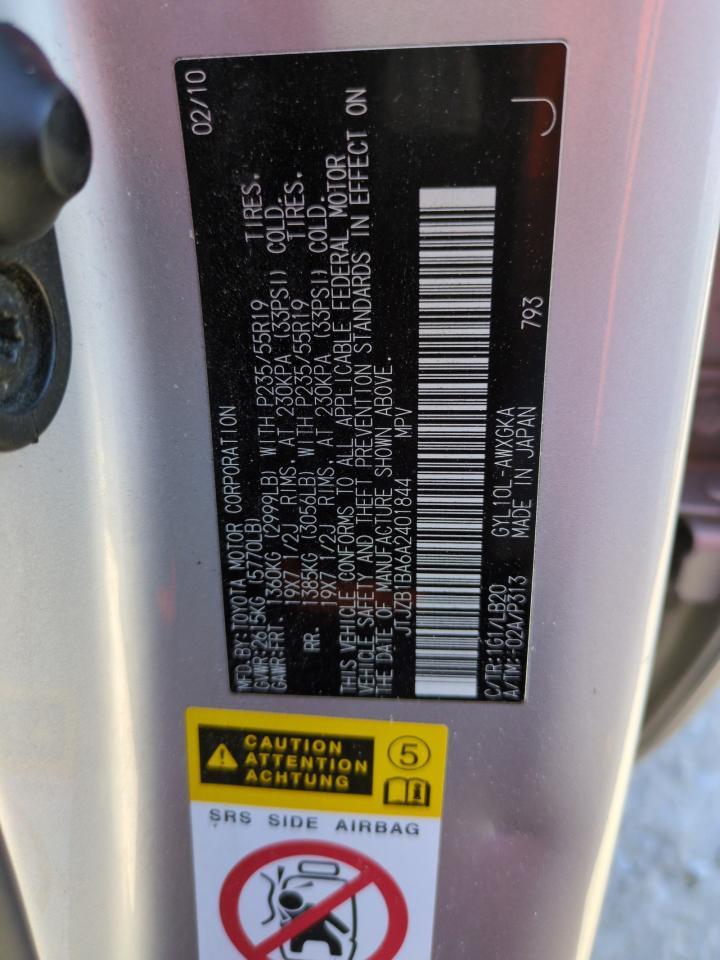 02/10
MFD.BY:TOYOTA MOTOR CORPORATION
GVWR:2615KG (5770LB)
GAWR:FRT 1360KG (2999LB) WITH P235/55R19 TIRES.
19X7 1/2J RIMS. AT 230KPA (33PSI) COLD.
RR. 1385KG (3056LB) WITH P235/55R19 TIRES.
19X7 1/2J RIMS. AT 230KPA (33PSI) COLD.
THIS VEHICLE CONFORMS TO ALL APPLICABLE FEDERAL MOTOR
VEHICLE SAFETY AND THEFT PREVENTION STANDARDS IN EFFECT ON
THE DATE OF MANUFACTURE SHOWN ABOVE.
JTJZB1BA6A2401844 MPV
C/TR:1G1/LB20 GYL10L-AWXGKA 793
A/TM:-02A/P313 MADE IN JAPAN
J
CAUTION
ATTENTION
ACHTUNG
5
SRS SIDE AIRBAG